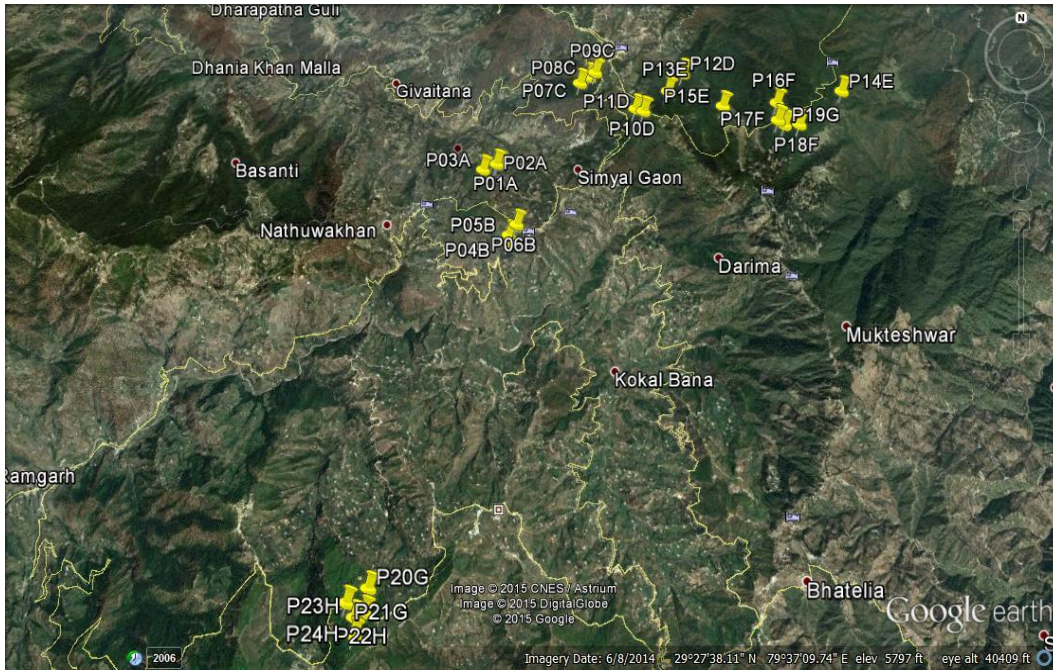 Dharapatha Guli
N
Dhania Khan Malla
P09C
P08C
P07C
P13E
P12D
P16F
P14E
Givaitana
P11D
P15E
P10D
P17F
P19G
P18F
P03A
P02A
P01A
Basanti
Simyal Gaon
Nathuwakhan
P05B
P04B
P06B
Darima
Mukteshwar
Kokal Bana
Ramgarh
P20G
P23H
P21G
P24H
P22H
Bhatelia
Image © 2015 CNES / Astrium
Image © 2015 DigitalGlobe
© 2015 Google
Google earth
S
2006
Imagery Date: 6/8/2014 29°27'38.11" N 79°37'09.74" E elev 5797 ft eye alt 40409 ft